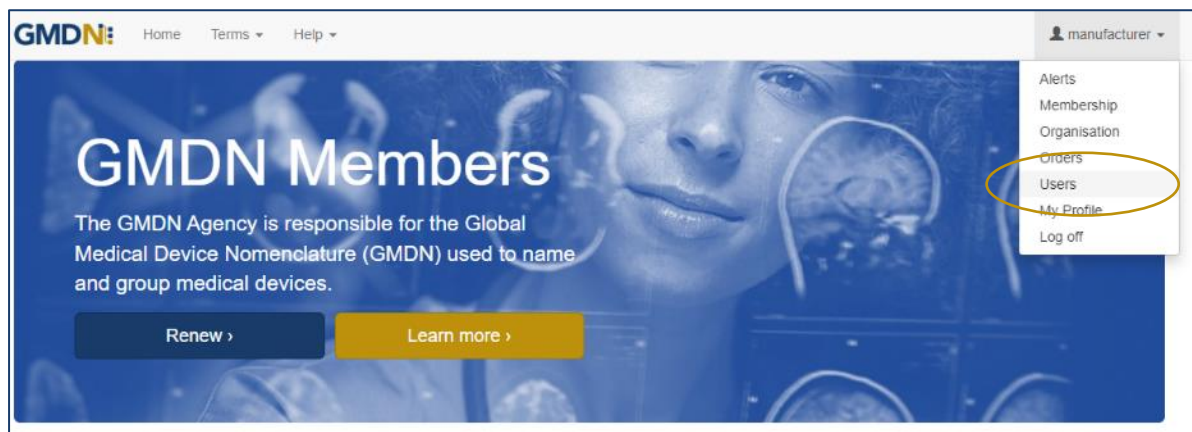 GMDN Home Terms Help manufacturer
Alerts
Membership
Organisation
Orders
Users
My Profile
Log off
GMDN Members
The GMDN Agency is responsible for the Global
Medical Device Nomenclature (GMDN) used to name
and group medical devices.
Renew › Learn more ›